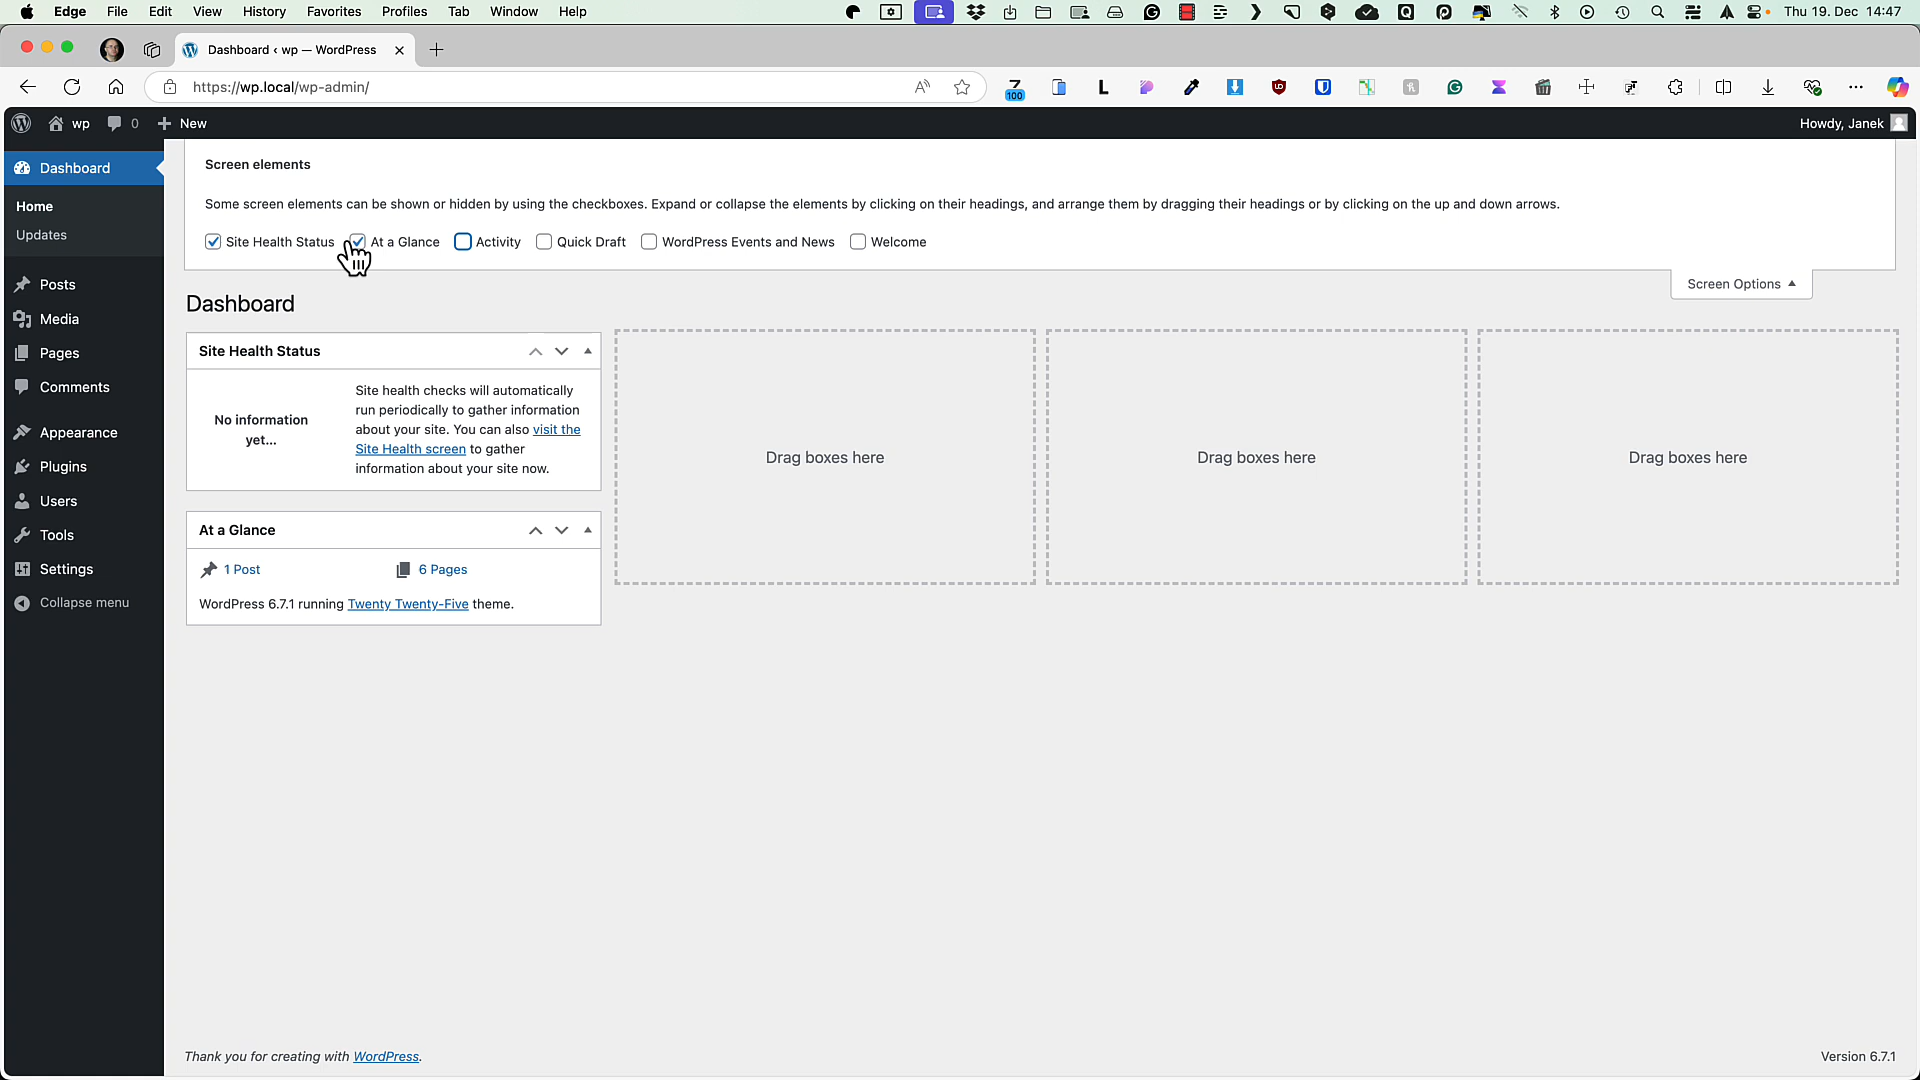 Edge File Edit View History Favorites Profiles Tab Window Help Thu 19. Dec 14:47
Dashboard ‹ wp — WordPress
https://wp.local/wp-admin/
100
wp 0 New Howdy, Janek
Dashboard
Home
Updates
Posts
Media
Pages
Comments
Appearance
Plugins
Users
Tools
Settings
Collapse menu
Screen elements
Some screen elements can be shown or hidden by using the checkboxes. Expand or collapse the elements by clicking on their headings, and arrange them by dragging their headings or by clicking on the up and down arrows.
Site Health Status At a Glance Activity Quick Draft WordPress Events and News Welcome
Screen Options
Dashboard
Site Health Status
No information
yet...
Site health checks will automatically
run periodically to gather information
about your site. You can also visit the
Site Health screen to gather
information about your site now.
At a Glance
1 Post 6 Pages
WordPress 6.7.1 running Twenty Twenty-Five theme.
Drag boxes here
Drag boxes here
Drag boxes here
Thank you for creating with WordPress.
Version 6.7.1